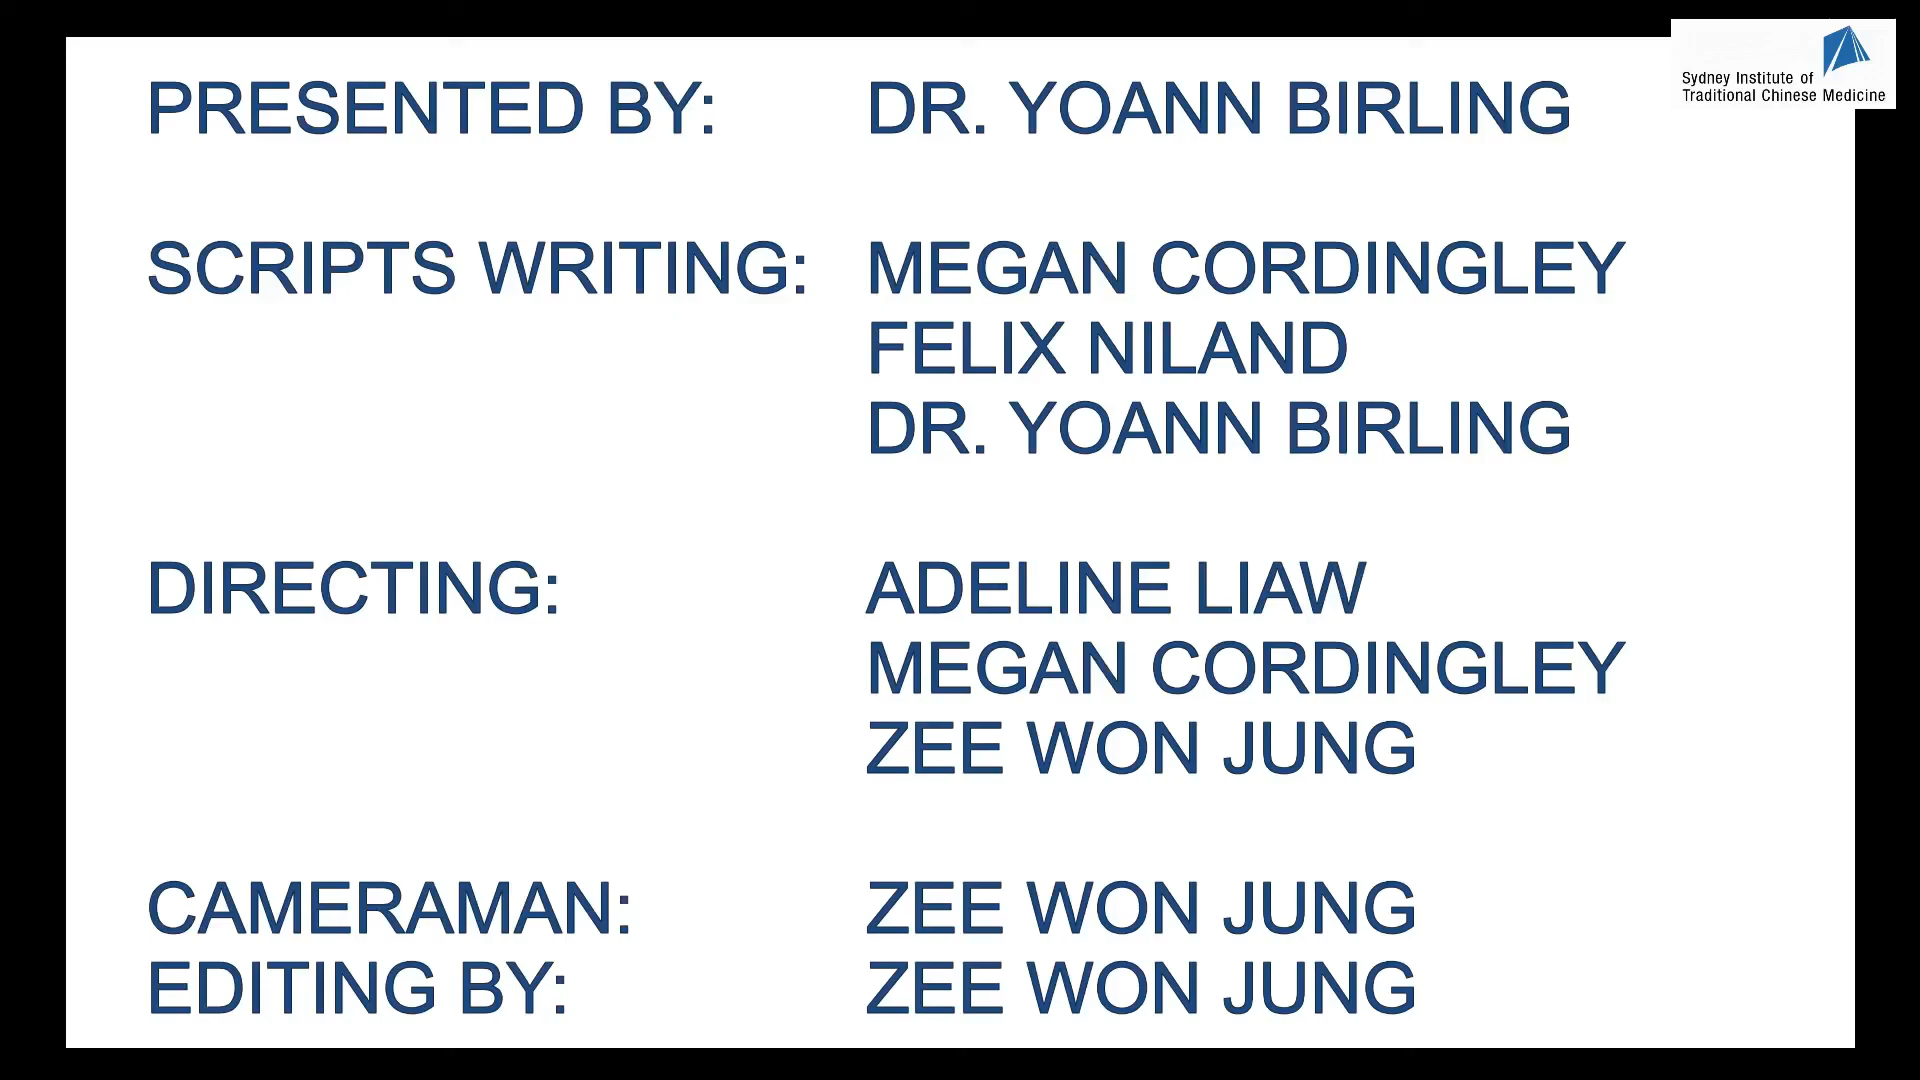 Sydney Institute of
Traditional Chinese Medicine
PRESENTED BY: DR. YOANN BIRLING
SCRIPTS WRITING: MEGAN CORDINGLEY
FELIX NILAND
DR. YOANN BIRLING
DIRECTING: ADELINE LIAW
MEGAN CORDINGLEY
ZEE WON JUNG
CAMERAMAN: ZEE WON JUNG
EDITING BY: ZEE WON JUNG